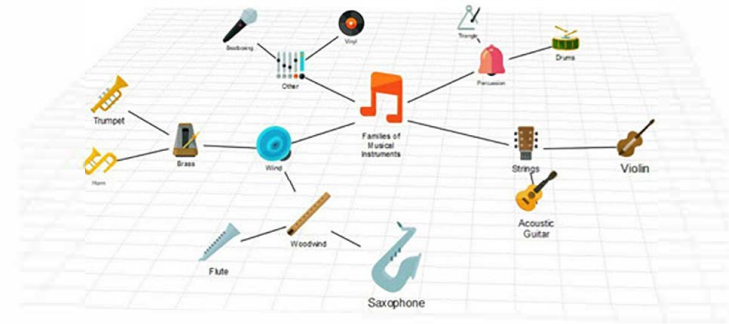 Beatboxing
Vinyl
Triangle
Drums
Other
Percussion
Trumpet
Families of
Musical
Instruments
Horn
Brass
Wind
Strings
Violin
Acoustic
Guitar
Woodwind
Flute
Saxophone